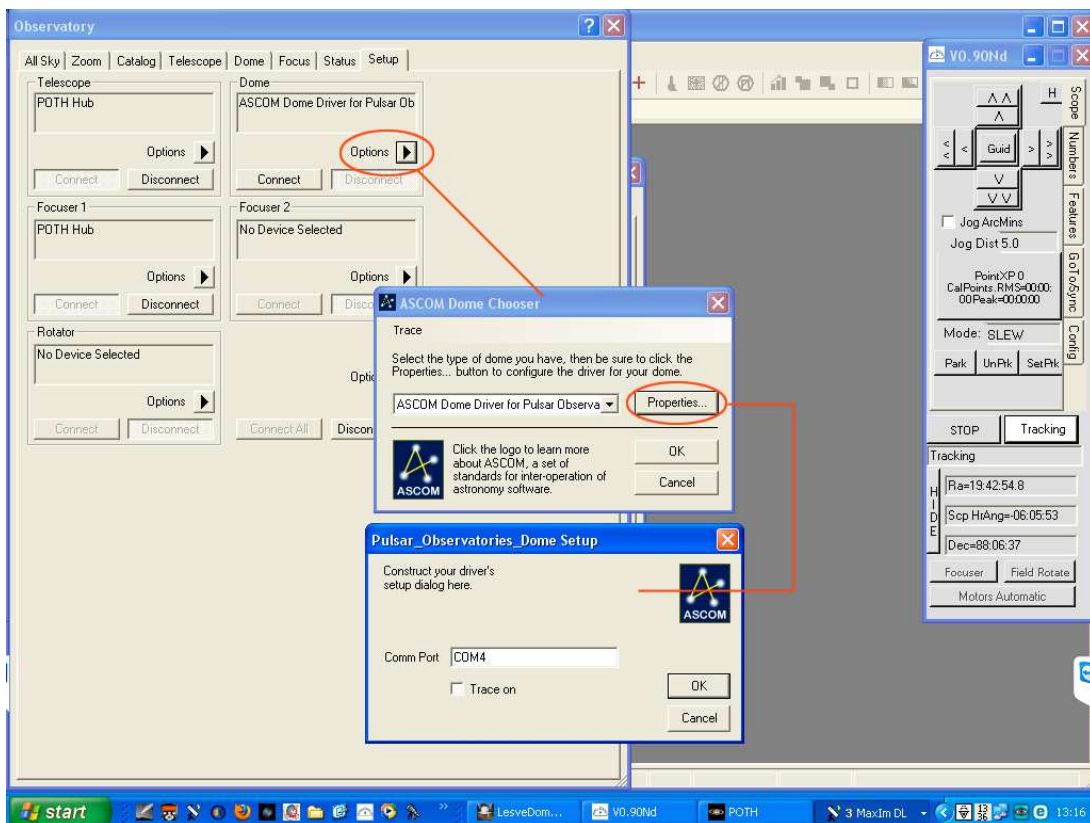 Observatory
All Sky Zoom Catalog Telescope Dome Focus Status Setup
Telescope
POTH Hub
Options
Connect Disconnect
Dome
ASCOM Dome Driver for Pulsar Ob
Options
Connect Disconnect
Focuser 1
POTH Hub
Options
Connect Disconnect
Focuser 2
No Device Selected
Options
Connect Disco
Rotator
No Device Selected
Options
Connect Disconnect
Optio
Connect All Discon
ASCOM Dome Chooser
Trace
Select the type of dome you have, then be sure to click the
Properties... button to configure the driver for your dome.
ASCOM Dome Driver for Pulsar Observa
Properties...
ASCOM
Click the logo to learn more
about ASCOM, a set of
standards for inter-operation of
astronomy software.
OK
Cancel
Pulsar_Observatories_Dome Setup
Construct your driver's
setup dialog here.
ASCOM
Comm Port COM4
Trace on
OK
Cancel
V0.90Nd
H
Λ Λ
Λ
< < < Guid > > >
V
V V
Scope
Numbers
Features
GoToSync
Config
Jog ArcMins
Jog Dist 5.0
PointXP 0
CalPoints.RMS=00:00:
00Peak=00:00:00
Mode: SLEW
Park UnPrk SetPrk
STOP Tracking
Tracking
HIDE
Ra=19:42:54.8
Scp HrAng=-06:05:53
Dec=88:06:37
Focuser Field Rotate
Motors Automatic
start
LesveDom...
V0.90Nd
POTH
3 MaxIm DL
13:16